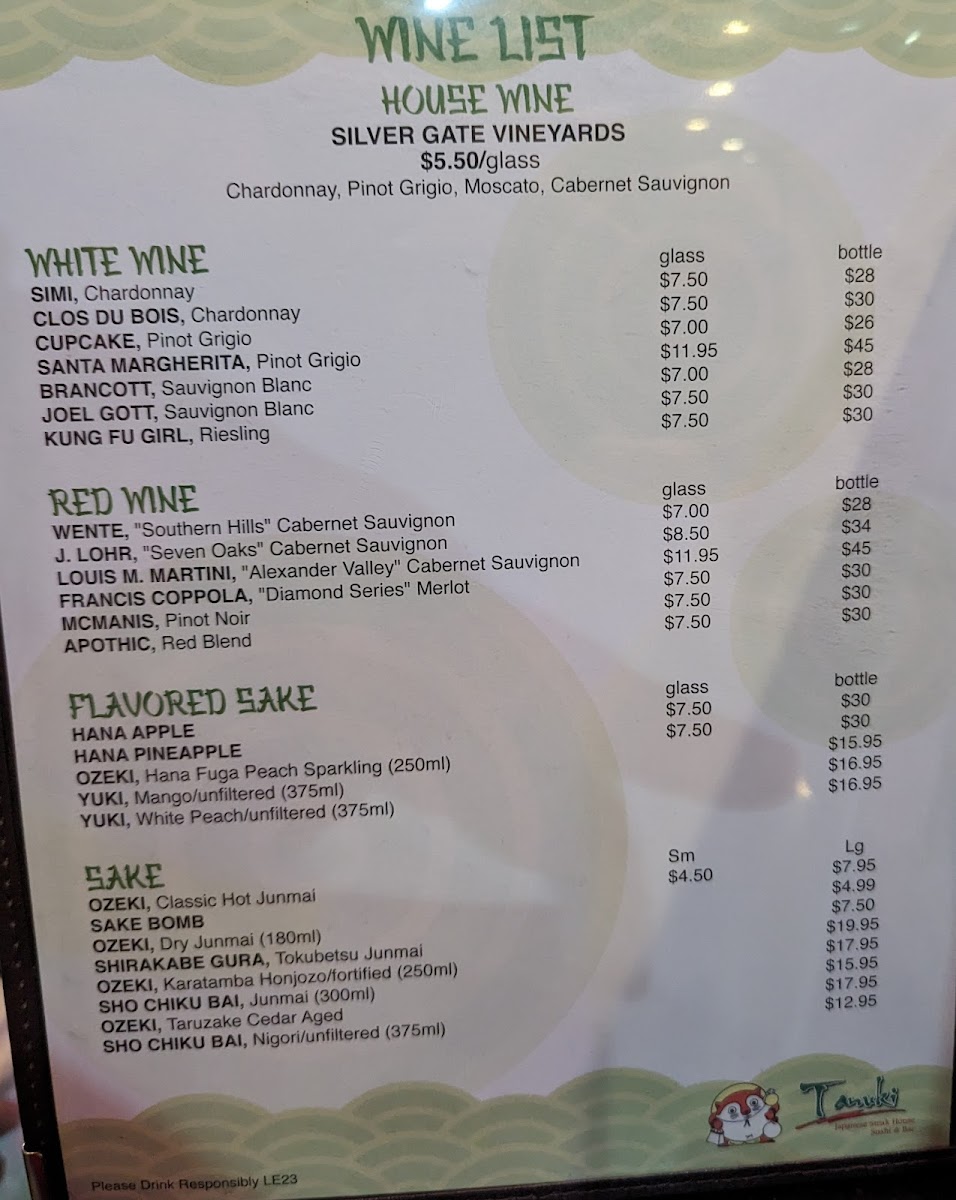 WINE LIST
HOUSE WINE
SILVER GATE VINEYARDS
$5.50/glass
Chardonnay, Pinot Grigio, Moscato, Cabernet Sauvignon
WHITE WINE glass bottle
SIMI, Chardonnay $7.50 $28
CLOS DU BOIS, Chardonnay $7.50 $30
CUPCAKE, Pinot Grigio $7.00 $26
SANTA MARGHERITA, Pinot Grigio $11.95 $45
BRANCOTT, Sauvignon Blanc $7.00 $28
JOEL GOTT, Sauvignon Blanc $7.50 $30
KUNG FU GIRL, Riesling $7.50 $30
RED WINE glass bottle
WENTE, "Southern Hills" Cabernet Sauvignon $7.00 $28
J. LOHR, "Seven Oaks" Cabernet Sauvignon $8.50 $34
LOUIS M. MARTINI, "Alexander Valley" Cabernet Sauvignon $11.95 $45
FRANCIS COPPOLA, "Diamond Series" Merlot $7.50 $30
MCMANIS, Pinot Noir $7.50 $30
APOTHIC, Red Blend $7.50 $30
FLAVORED SAKE glass bottle
HANA APPLE $7.50 $30
HANA PINEAPPLE $7.50 $30
OZEKI, Hana Fuga Peach Sparkling (250ml) $15.95
YUKI, Mango/unfiltered (375ml) $16.95
YUKI, White Peach/unfiltered (375ml) $16.95
SAKE Sm Lg
OZEKI, Classic Hot Junmai $4.50 $7.95
SAKE BOMB $4.99
OZEKI, Dry Junmai (180ml) $7.50
SHIRAKABE GURA, Tokubetsu Junmai $19.95
OZEKI, Karatamba Honjozo/fortified (250ml) $17.95
SHO CHIKU BAI, Junmai (300ml) $15.95
OZEKI, Taruzake Cedar Aged $17.95
SHO CHIKU BAI, Nigori/unfiltered (375ml) $12.95
Tanuki
Japanese Steak House
Sushi & Bar
Please Drink Responsibly LE23